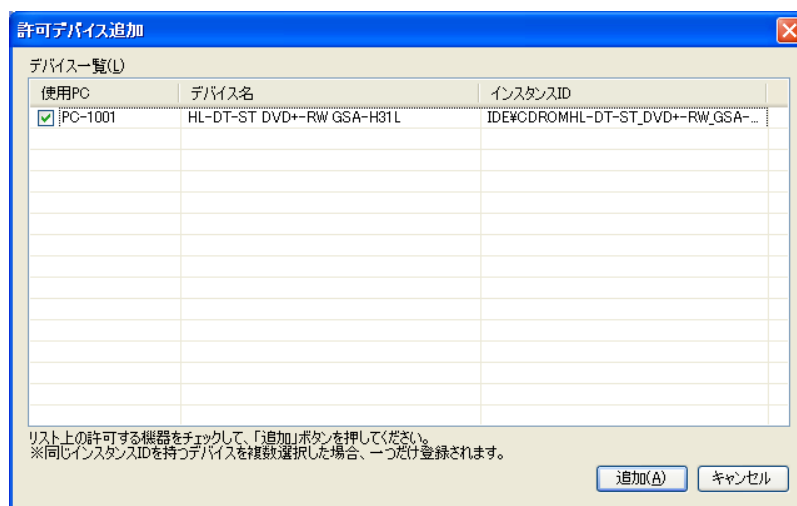 許可デバイス追加
デバイス一覧(L)
使用PC デバイス名 インスタンスID
PC-1001 HL-DT-ST DVD+-RW GSA-H31L IDE¥CDROMHL-DT-ST_DVD+-RW_GSA-...
リスト上の許可する機器をチェックして、「追加」ボタンを押してください。
※同じインスタンスIDを持つデバイスを複数選択した場合、一つだけ登録されます。
追加(A) キャンセル